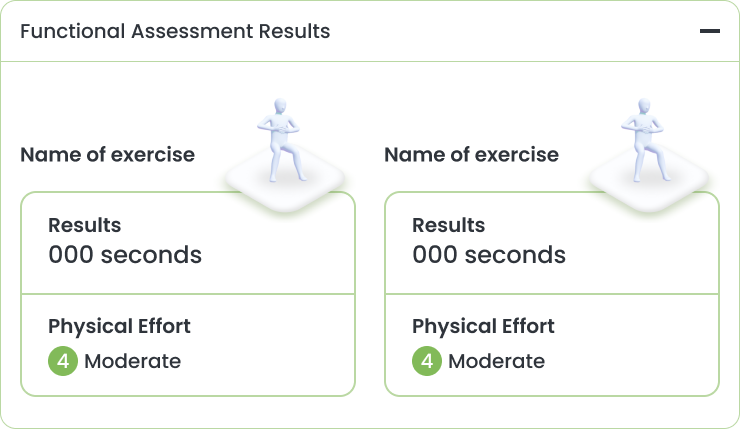 Functional Assessment Results
Name of exercise
Results
000 seconds
Physical Effort
4 Moderate
Name of exercise
Results
000 seconds
Physical Effort
4 Moderate